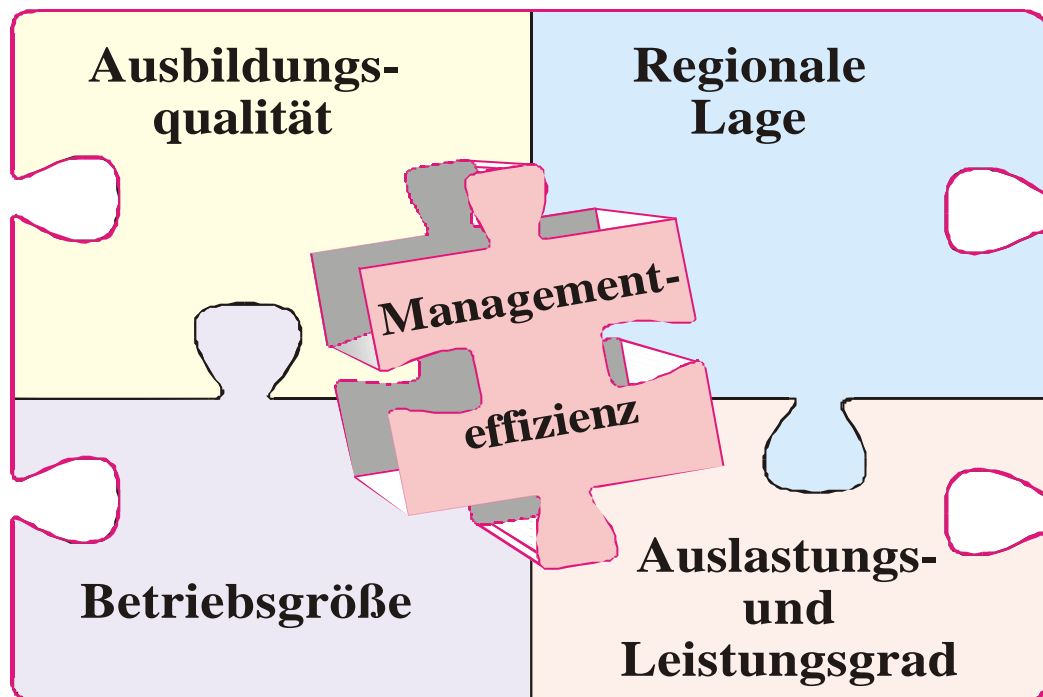 Ausbildungs-
qualität
Regionale
Lage
Management-
effizienz
Betriebsgröße
Auslastungs-
und
Leistungsgrad